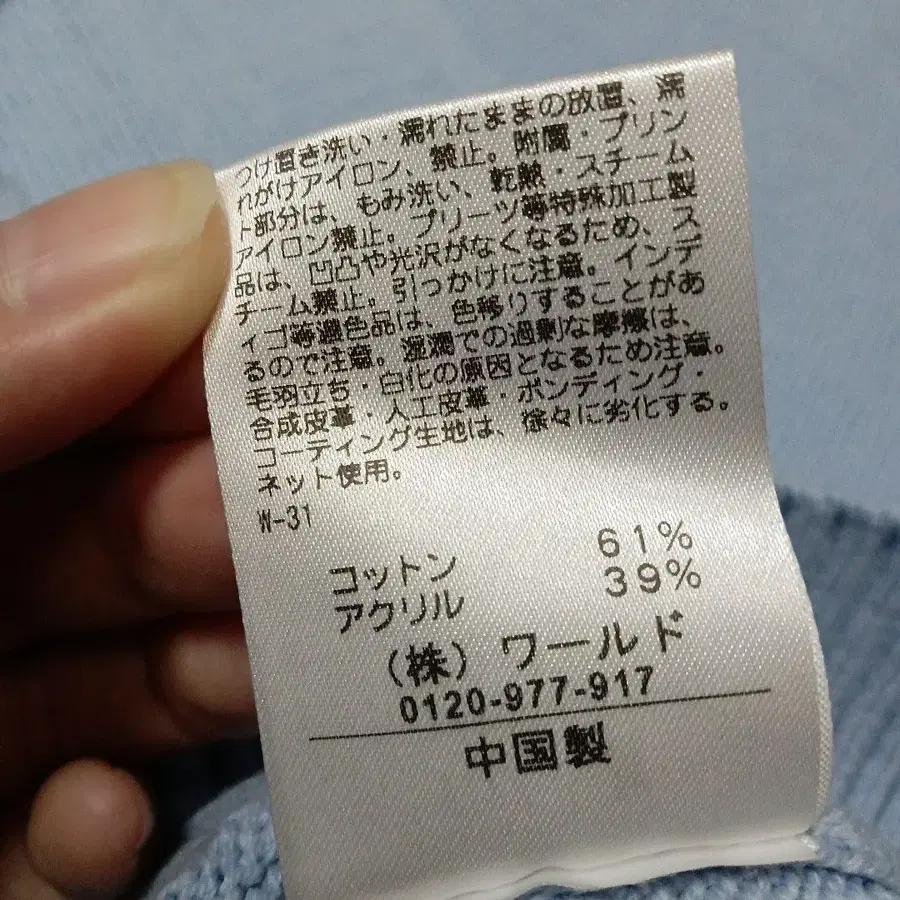 つけ置き洗い・濡れたままの放置、濡
れがけアイロン、禁止。附属・プリン
ト部分は、もみ洗い、乾熱・スチーム
アイロン禁止。プリーツ等特殊加工製
品は、凹凸や光沢がなくなるため、ス
チーム禁止。引っかけに注意。インデ
ィゴ等濃色品は、色移りすることがあ
るので注意。湿潤での過剰な摩擦は、
毛羽立ち・白化の原因となるため注意。
合成皮革・人工皮革・ボンディング・
コーティング生地は、徐々に劣化する。
ネット使用。
W-31
コットン 61%
アクリル 39%
(株) ワールド
0120-977-917
中国製